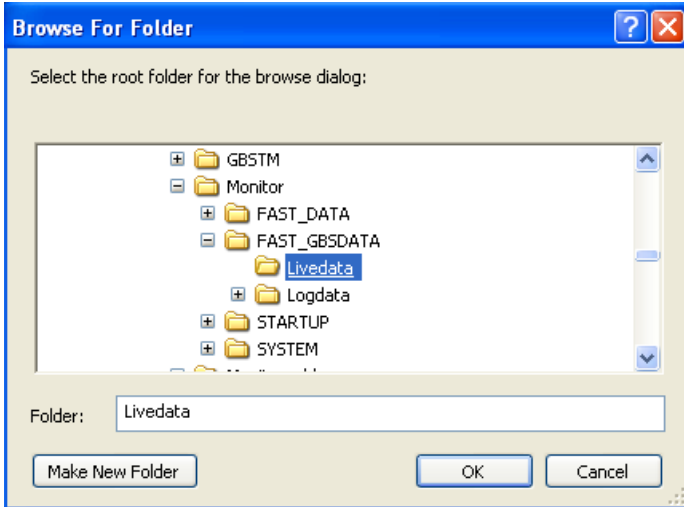 Browse For Folder
Select the root folder for the browse dialog:
GBSTM
Monitor
FAST_DATA
FAST_GBSDATA
Livedata
Logdata
STARTUP
SYSTEM
Folder: Livedata
Make New Folder OK Cancel